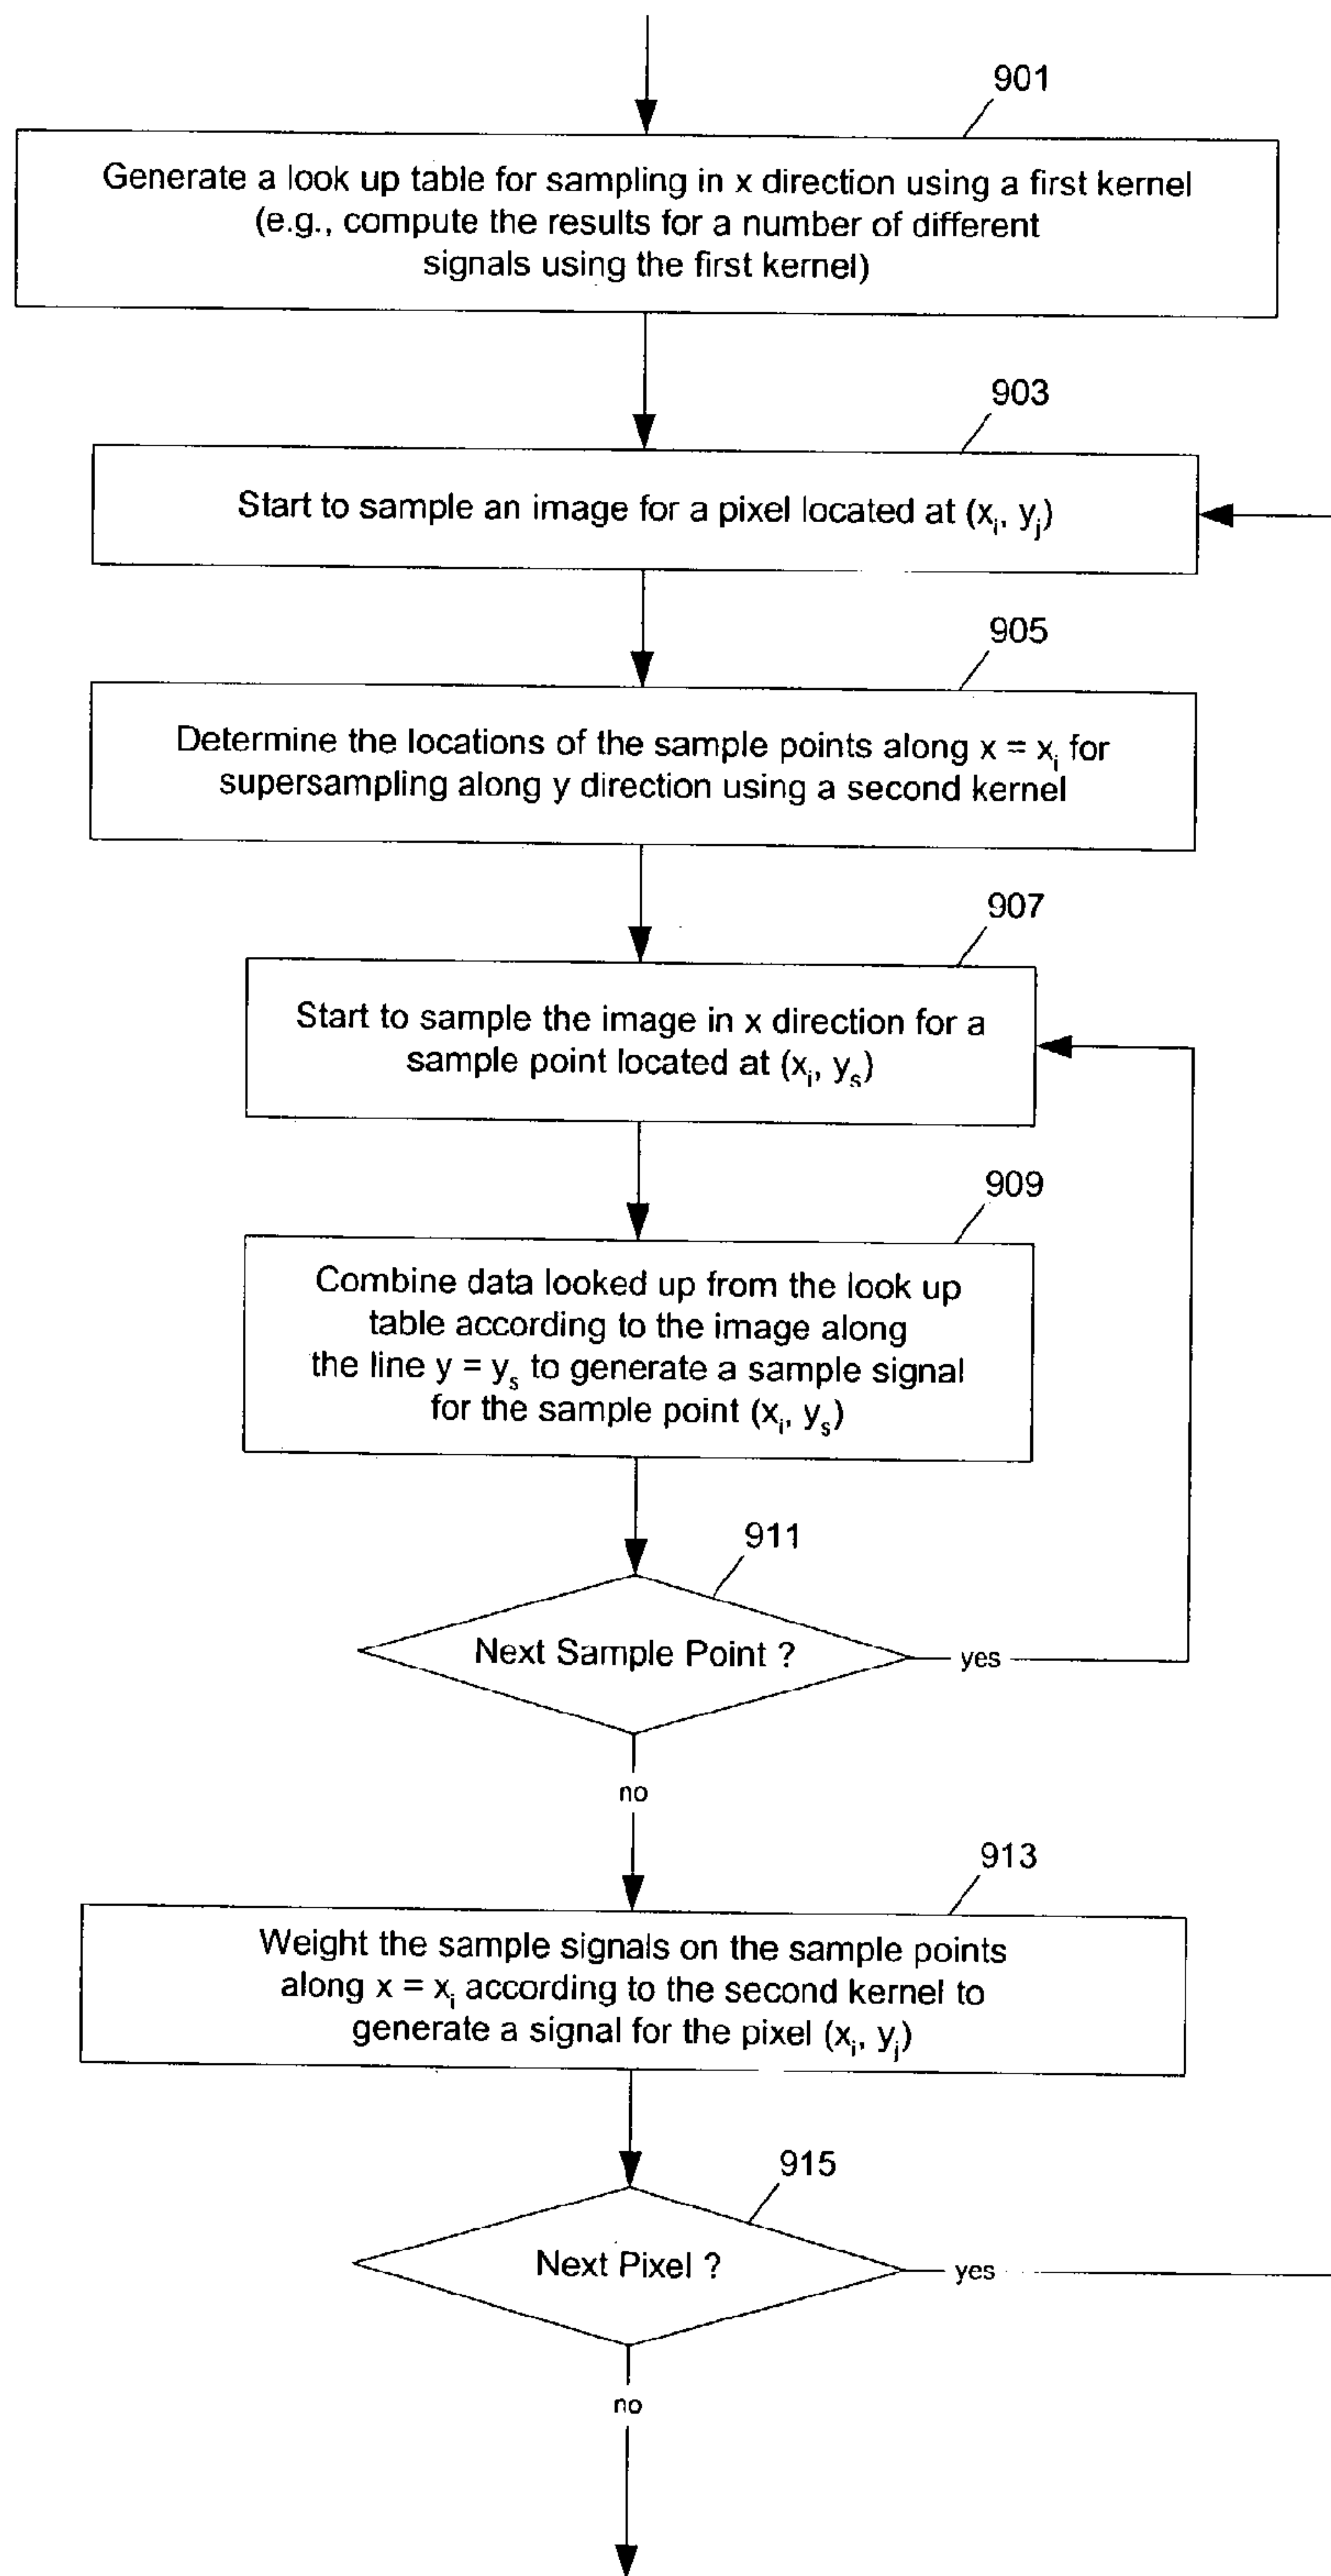 901
Generate a look up table for sampling in x direction using a first kernel
(e.g., compute the results for a number of different
signals using the first kernel)
903
Start to sample an image for a pixel located at (xᵢ, yⱼ)
905
Determine the locations of the sample points along x = xᵢ for
supersampling along y direction using a second kernel
907
Start to sample the image in x direction for a
sample point located at (xᵢ, yₛ)
909
Combine data looked up from the look up
table according to the image along
the line y = yₛ to generate a sample signal
for the sample point (xᵢ, yₛ)
911
Next Sample Point ?
yes
no
913
Weight the sample signals on the sample points
along x = xᵢ according to the second kernel to
generate a signal for the pixel (xᵢ, yⱼ)
915
Next Pixel ?
yes
no